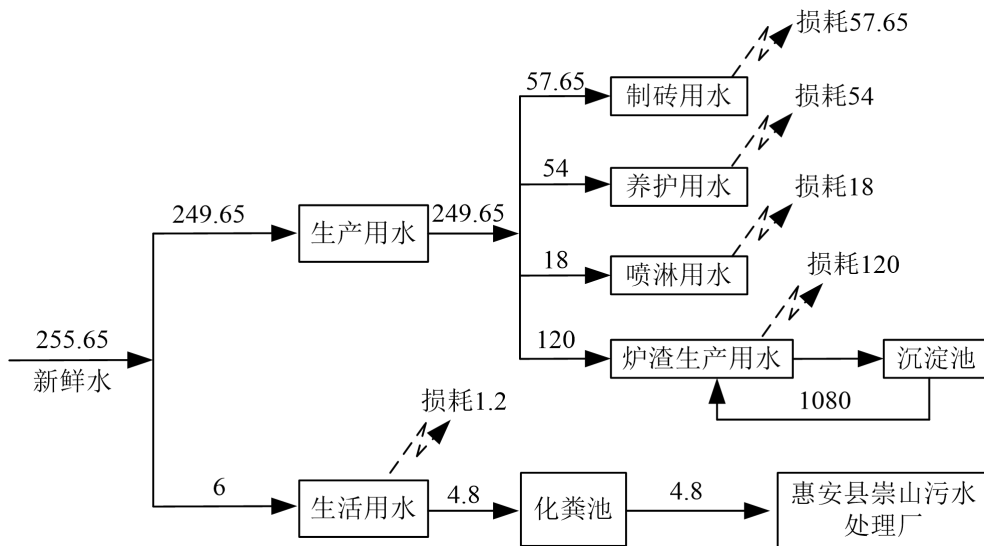 损耗57.65
57.65
制砖用水
损耗54
54
养护用水
249.65
生产用水
249.65
损耗18
18
喷淋用水
损耗120
255.65
新鲜水
120
炉渣生产用水
沉淀池
1080
损耗1.2
6
生活用水
4.8
化粪池
4.8
惠安县崇山污水
处理厂